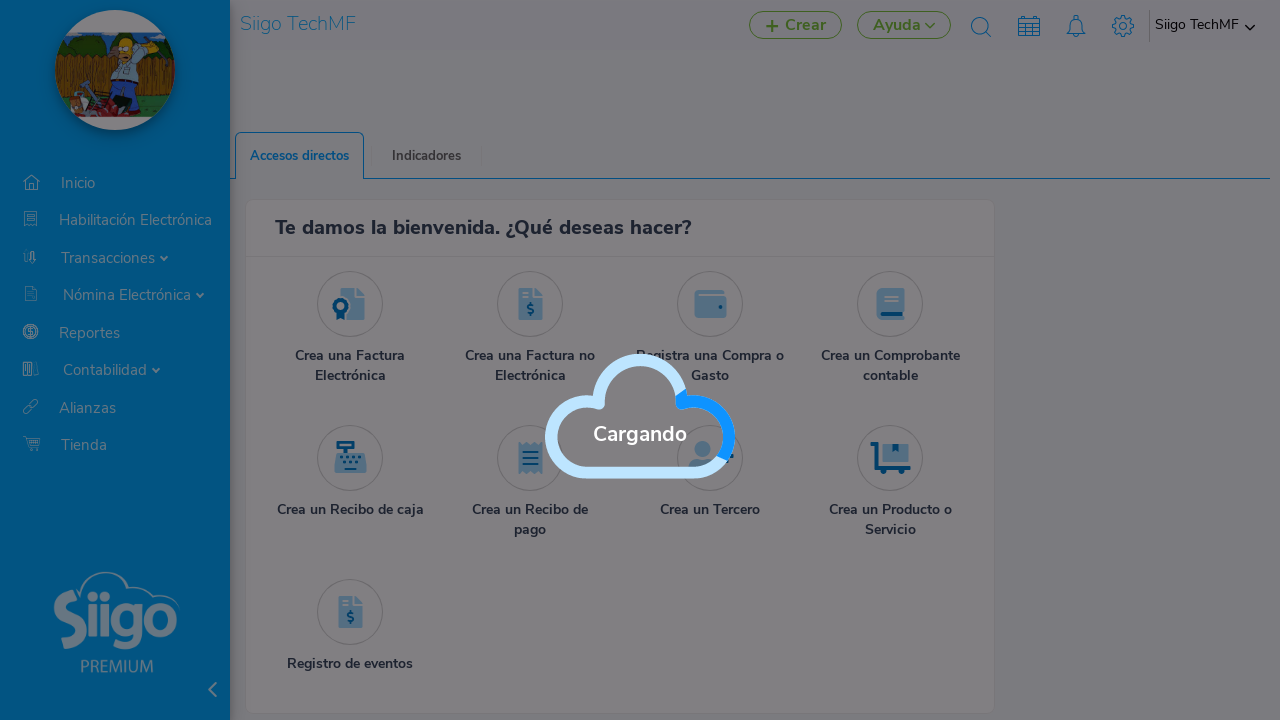 Siigo TechMF
Crear
Ayuda
Siigo TechMF
Inicio
Habilitación Electrónica
Transacciones
Nómina Electrónica
Reportes
Contabilidad
Alianzas
Tienda
Siigo
PREMIUM
Accesos directos
Indicadores
Te damos la bienvenida. ¿Qué deseas hacer?
Crea una Factura
Electrónica
Crea una Factura no
Electrónica
Registra una Compra o
Gasto
Crea un Comprobante
contable
Cargando
Crea un Recibo de caja
Crea un Recibo de
pago
Crea un Tercero
Crea un Producto o
Servicio
Registro de eventos